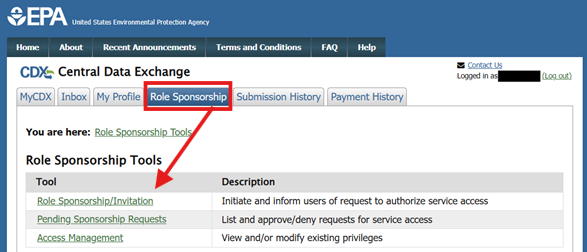 EPA United States Environmental Protection Agency
Home About Recent Announcements Terms and Conditions FAQ Help
Contact Us
CDX Central Data Exchange
Logged in as (Log out)
MyCDX Inbox My Profile Role Sponsorship Submission History Payment History
You are here: Role Sponsorship Tools
Role Sponsorship Tools
Tool Description
Role Sponsorship/Invitation Initiate and inform users of request to authorize service access
Pending Sponsorship Requests List and approve/deny requests for service access
Access Management View and/or modify existing privileges